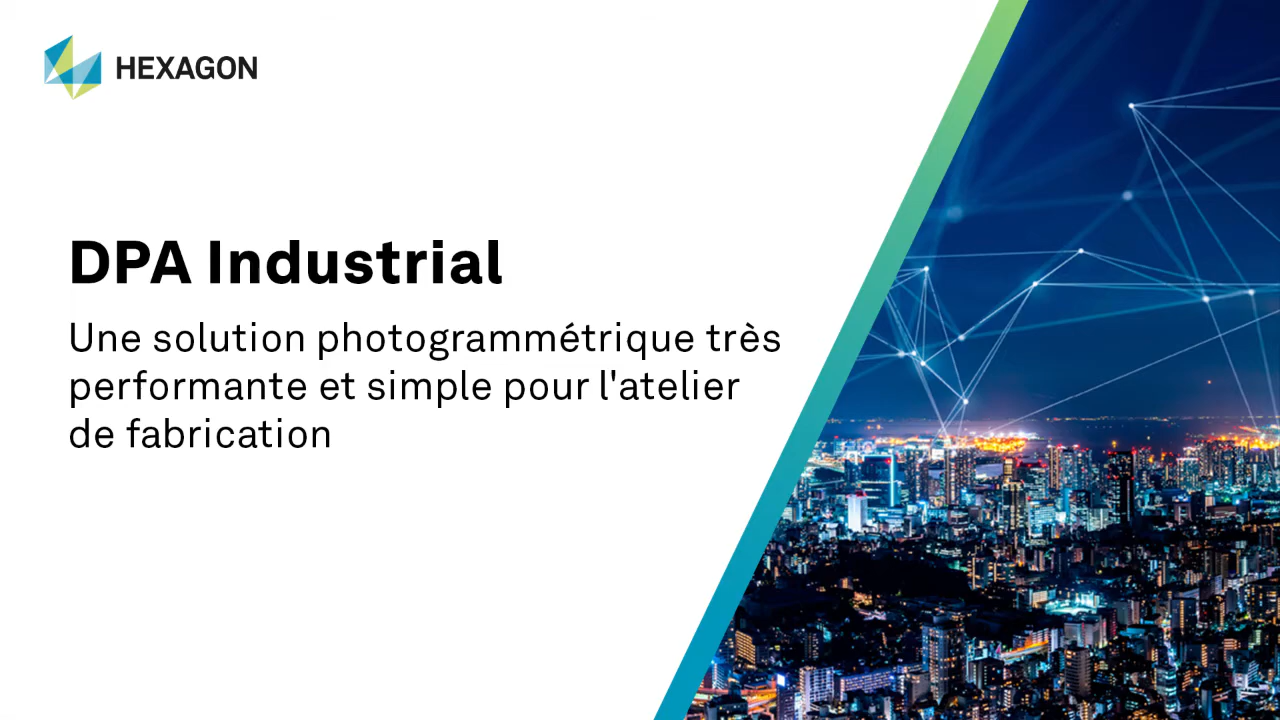 HEXAGON
DPA Industrial
Une solution photogrammétrique très
performante et simple pour l'atelier
de fabrication